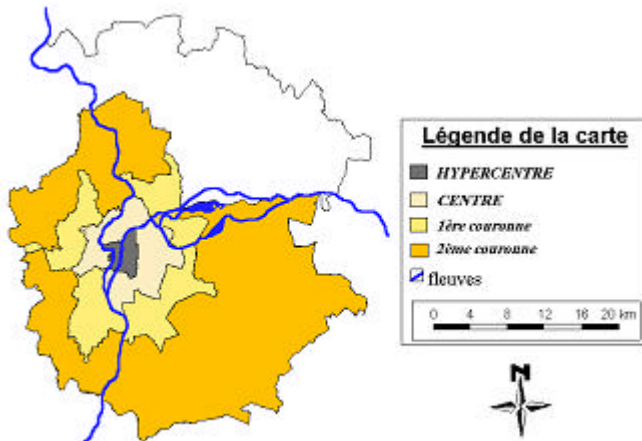 Légende de la carte
HYPERCENTRE
CENTRE
1ère couronne
2ème couronne
fleuves
0 4 8 12 16 20 km
N